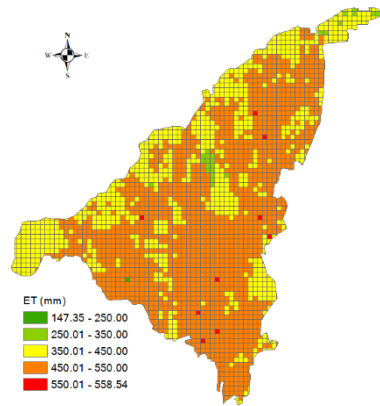 N
W E
S
ET (mm)
147.35 - 250.00
250.01 - 350.00
350.01 - 450.00
450.01 - 550.00
550.01 - 558.54